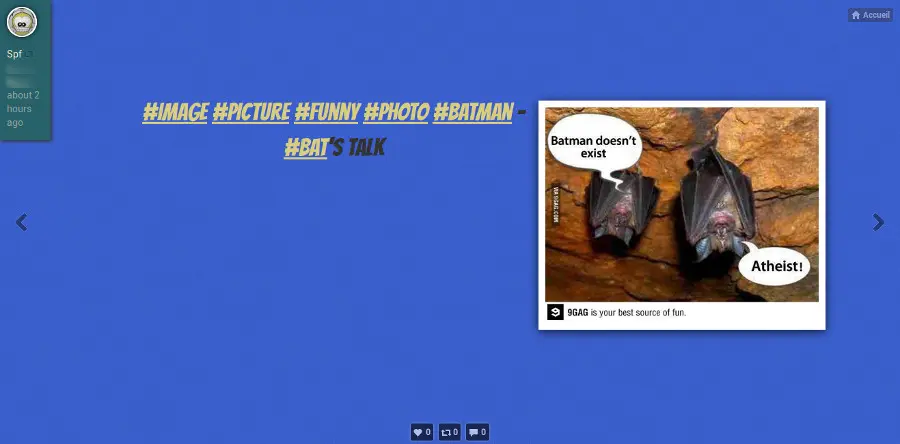 Accueil
Spf
about 2
hours
ago
#IMAGE #PICTURE #FUNNY #PHOTO #BATMAN -
#BAT'S TALK
Batman doesn't
exist
VIA 9GAG.COM
Atheist!
9GAG is your best source of fun.
0
0
0